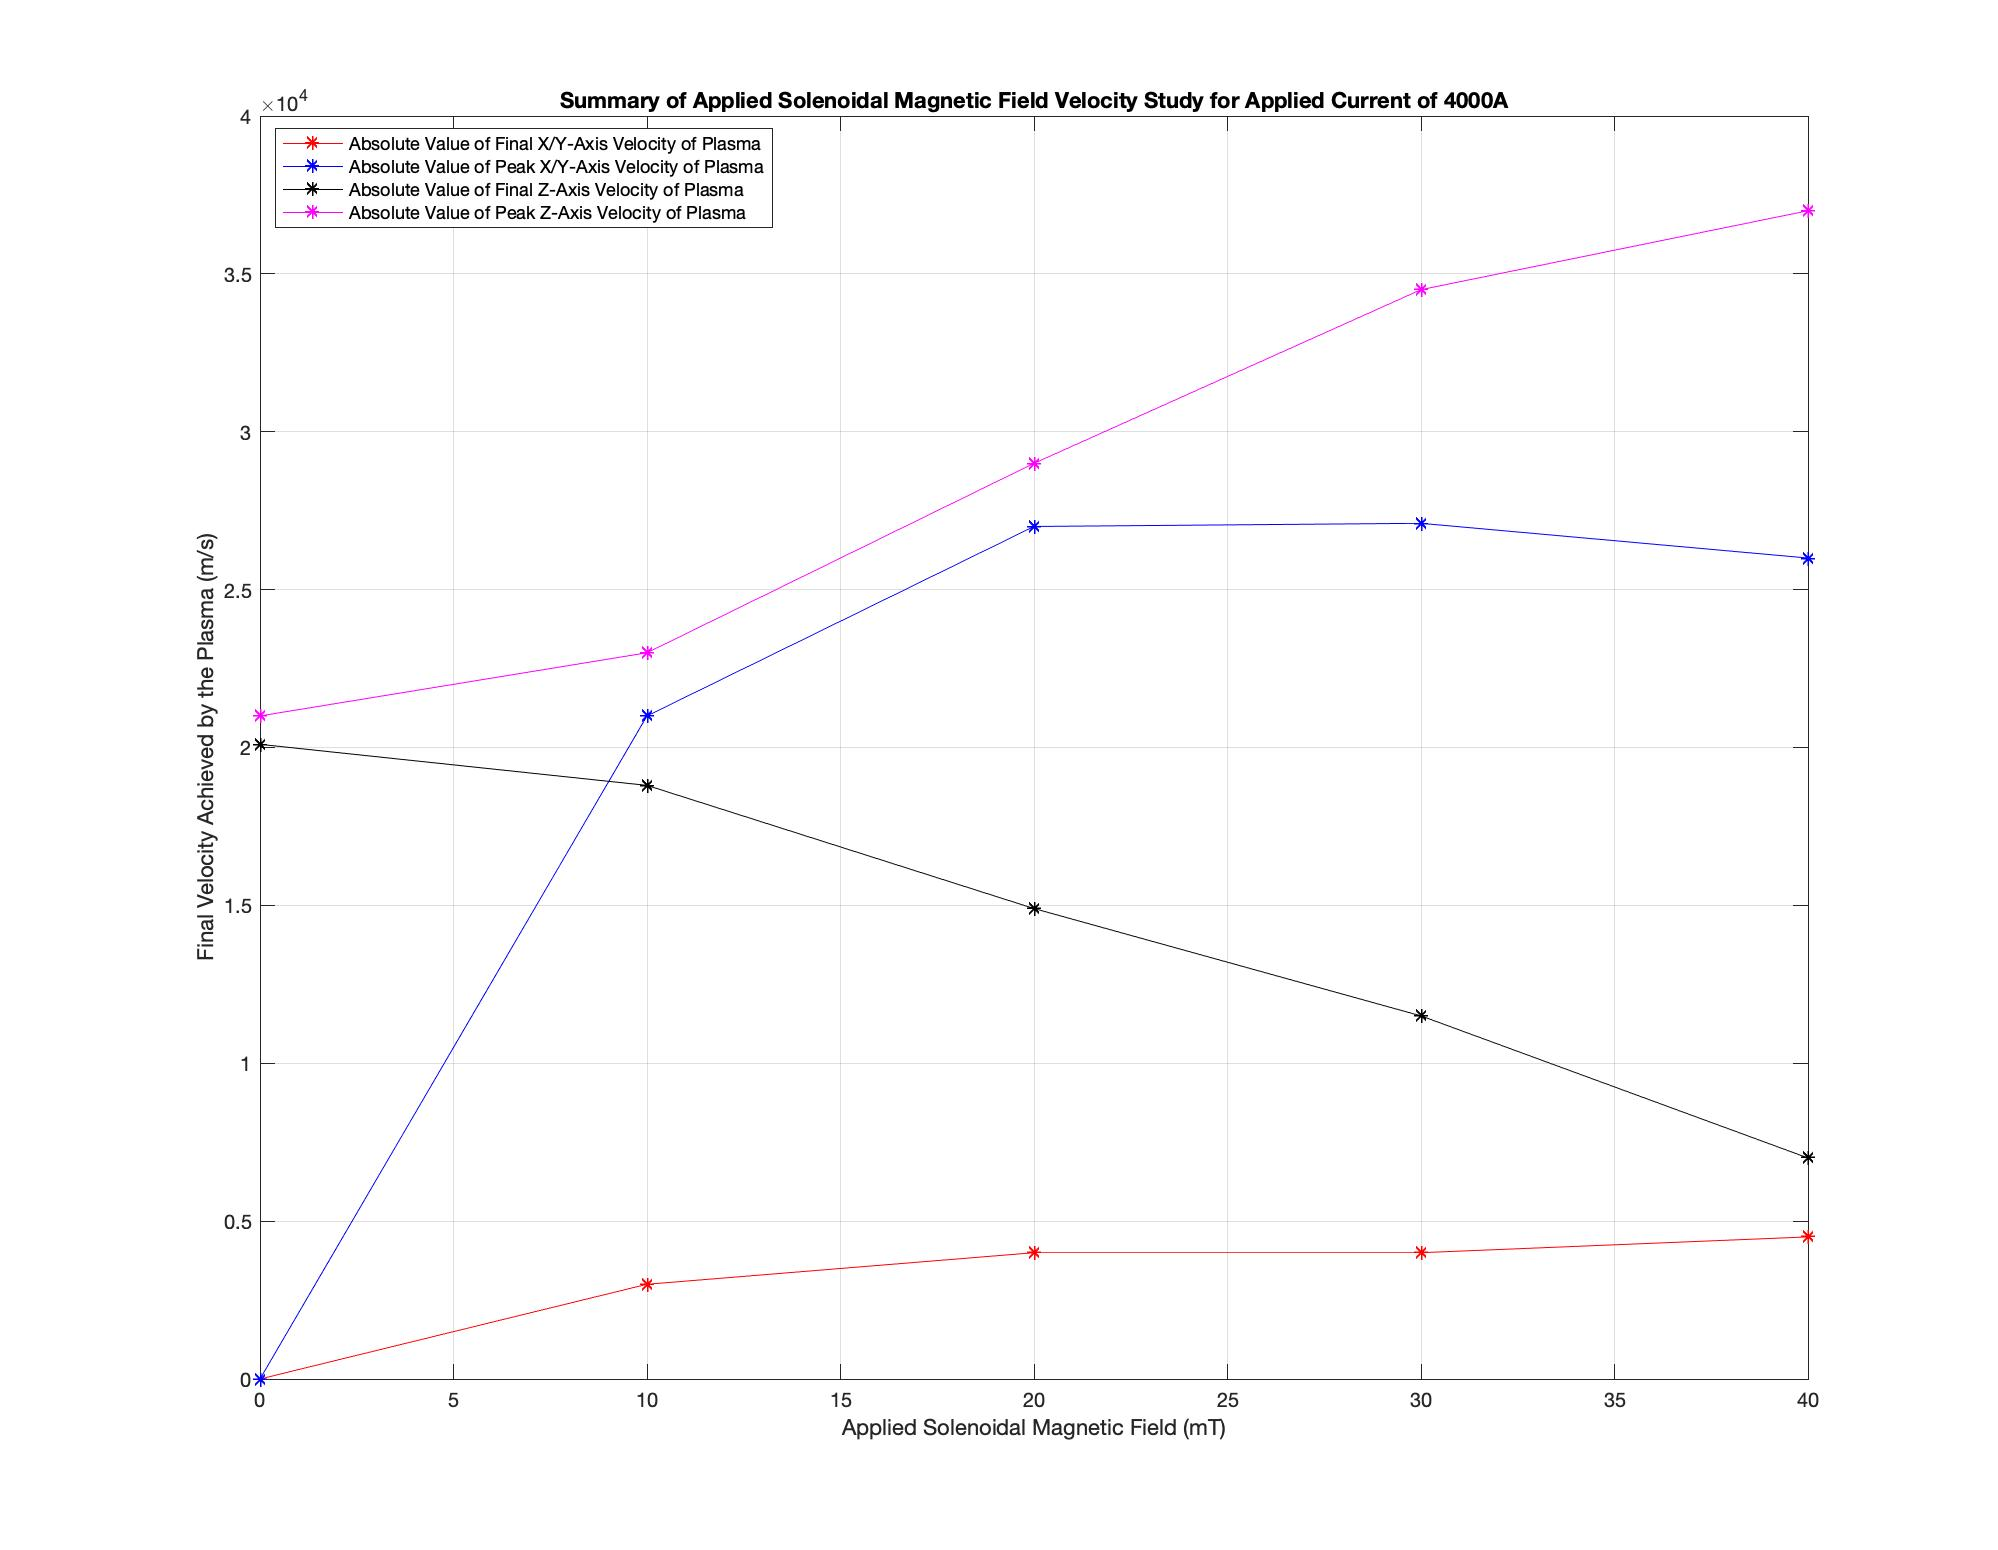 Summary of Applied Solenoidal Magnetic Field Velocity Study for Applied Current of 4000A
×10⁴
Absolute Value of Final X/Y-Axis Velocity of Plasma
Absolute Value of Peak X/Y-Axis Velocity of Plasma
Absolute Value of Final Z-Axis Velocity of Plasma
Absolute Value of Peak Z-Axis Velocity of Plasma
4
3.5
3
2.5
2
1.5
1
0.5
0
Final Velocity Achieved by the Plasma (m/s)
0 5 10 15 20 25 30 35 40
Applied Solenoidal Magnetic Field (mT)